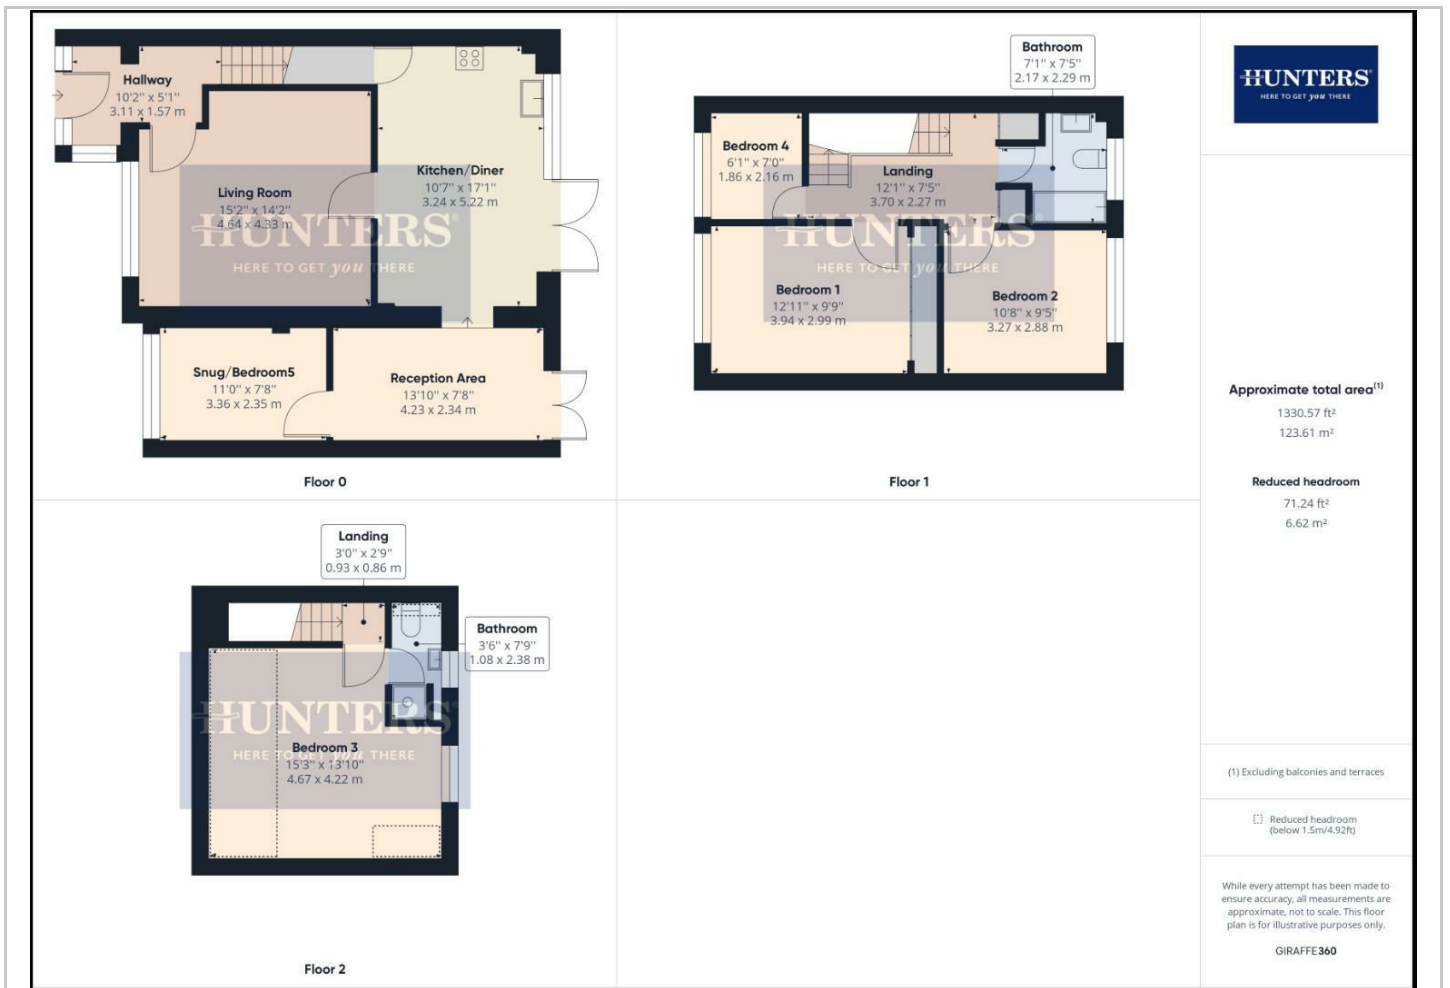 Hallway
10'2" x 5'1"
3.11 x 1.57 m
Living Room
15'2" x 14'2"
4.64 x 4.33 m
Kitchen/Diner
10'7" x 17'1"
3.24 x 5.22 m
HUNTERS®
HERE TO GET you THERE
Snug/Bedroom5
11'0" x 7'8"
3.36 x 2.35 m
Reception Area
13'10" x 7'8"
4.23 x 2.34 m
Floor 0
Bathroom
7'1" x 7'5"
2.17 x 2.29 m
Bedroom 4
6'1" x 7'0"
1.86 x 2.16 m
Landing
12'1" x 7'5"
3.70 x 2.27 m
HUNTERS®
HERE TO GET you THERE
Bedroom 1
12'11" x 9'9"
3.94 x 2.99 m
Bedroom 2
10'8" x 9'5"
3.27 x 2.88 m
Floor 1
Landing
3'0" x 2'9"
0.93 x 0.86 m
Bathroom
3'6" x 7'9"
1.08 x 2.38 m
HUNTERS®
HERE TO GET you THERE
Bedroom 3
15'3" x 13'10"
4.67 x 4.22 m
Floor 2
HUNTERS®
HERE TO GET you THERE
Approximate total area(1)
1330.57 ft²
123.61 m²
Reduced headroom
71.24 ft²
6.62 m²
(1) Excluding balconies and terraces
Reduced headroom
(below 1.5m/4.92ft)
While every attempt has been made to
ensure accuracy, all measurements are
approximate, not to scale. This floor
plan is for illustrative purposes only.
GIRAFFE360